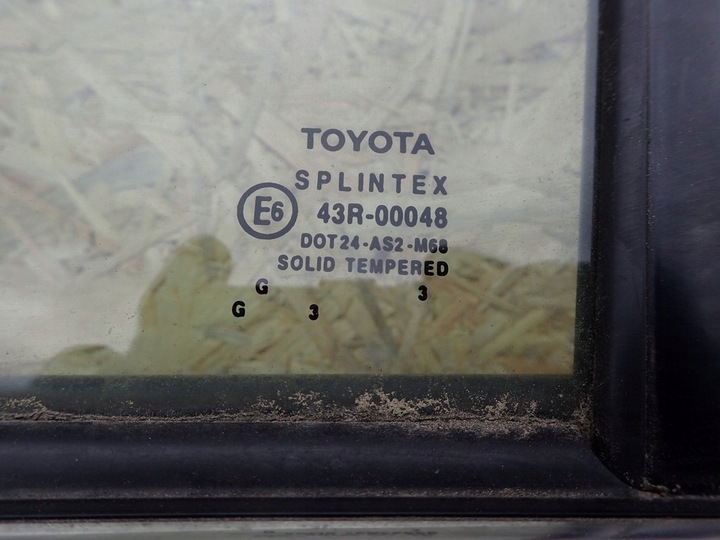 TOYOTA
SPLINTEX
E6 43R-00048
DOT24-AS2-M68
SOLID TEMPERED
G 3
G 3